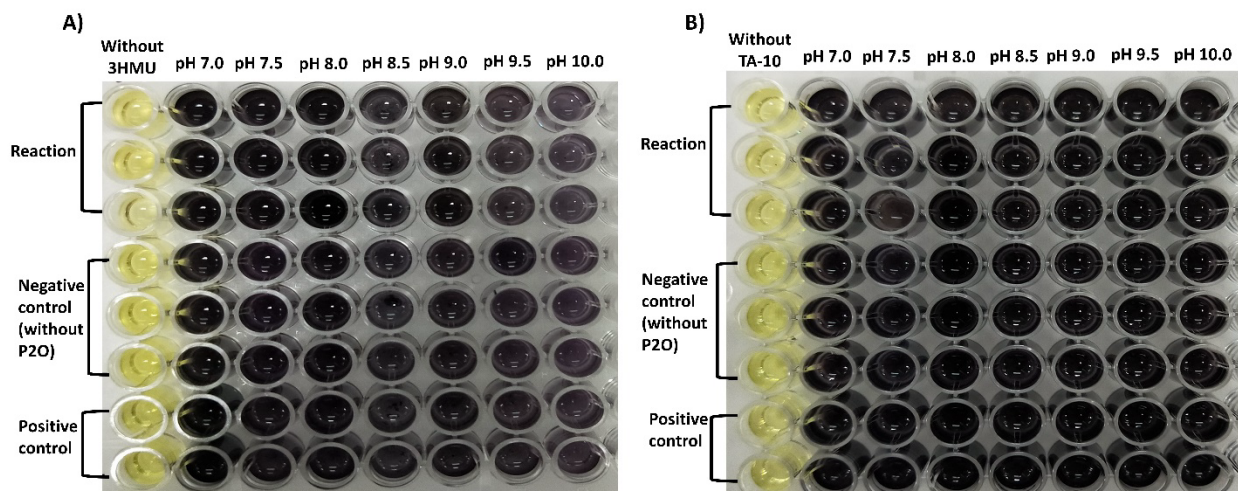 A)
Without
3HMU
pH 7.0 pH 7.5 pH 8.0 pH 8.5 pH 9.0 pH 9.5 pH 10.0
Reaction
Negative
control
(without
P2O)
Positive
control
B)
Without
TA-10
pH 7.0 pH 7.5 pH 8.0 pH 8.5 pH 9.0 pH 9.5 pH 10.0
Reaction
Negative
control
(without
P2O)
Positive
control